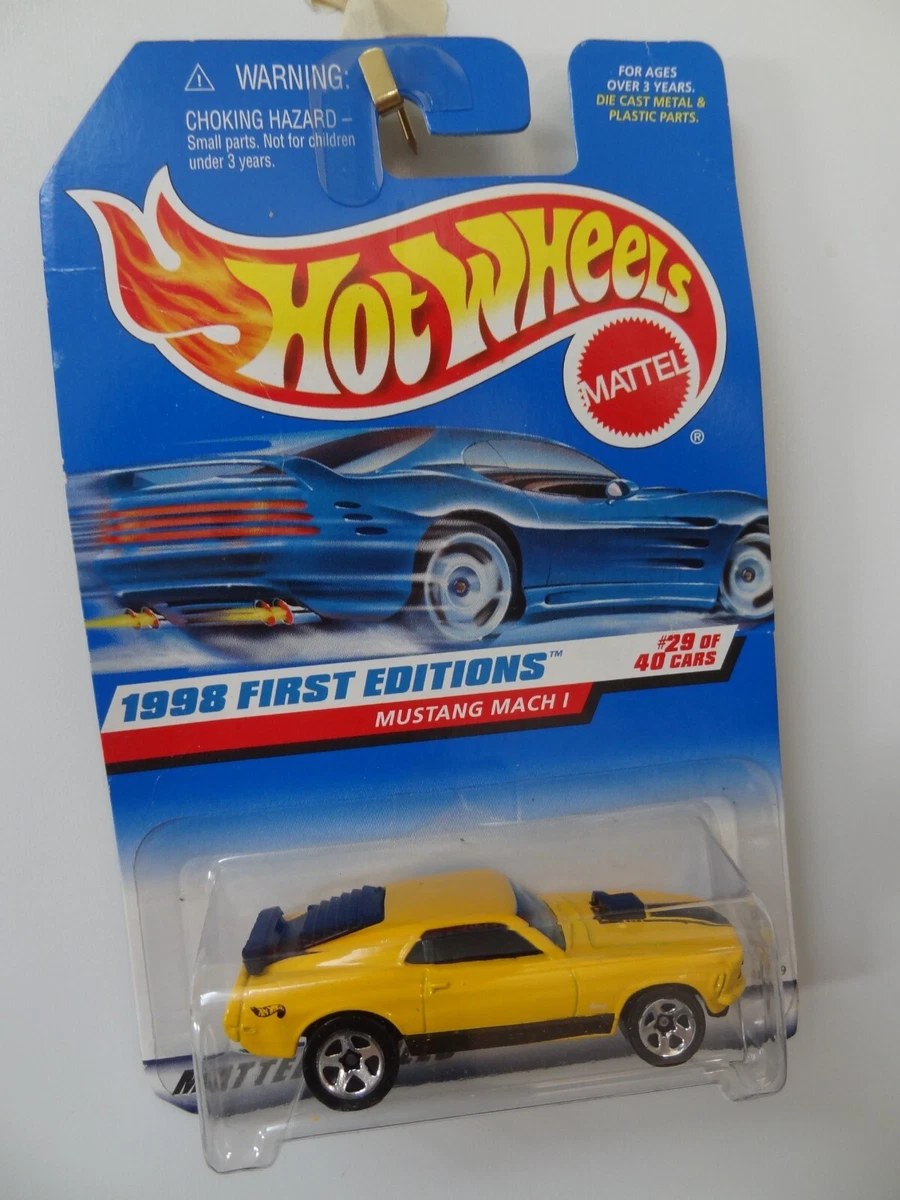 ⚠ WARNING:
CHOKING HAZARD –
Small parts. Not for children
under 3 years.
FOR AGES
OVER 3 YEARS.
DIE CAST METAL &
PLASTIC PARTS.
HOT WHEELS
MATTEL
®
1998 FIRST EDITIONS™
#29 OF
40 CARS
MUSTANG MACH I